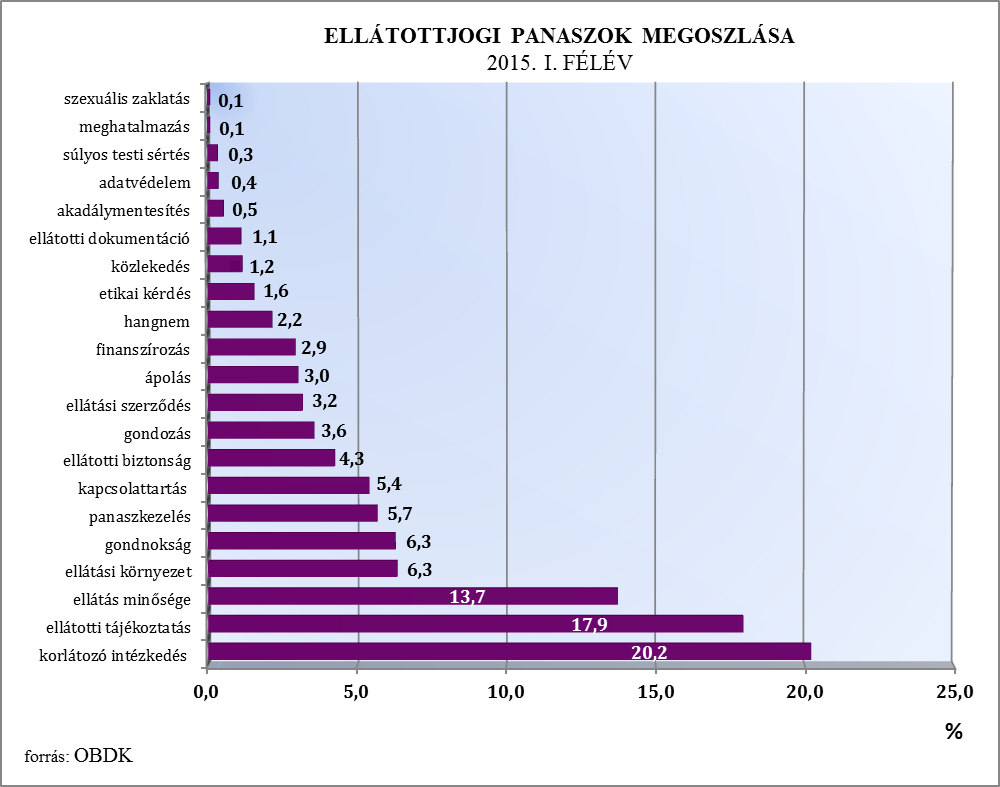 ELLÁTOTTJOGI PANASZOK MEGOSZLÁSA
2015. I. FÉLÉV
szexuális zaklatás 0,1
meghatalmazás 0,1
súlyos testi sértés 0,3
adatvédelem 0,4
akadálymentesítés 0,5
ellátotti dokumentáció 1,1
közlekedés 1,2
etikai kérdés 1,6
hangnem 2,2
finanszírozás 2,9
ápolás 3,0
ellátási szerződés 3,2
gondozás 3,6
ellátotti biztonság 4,3
kapcsolattartás 5,4
panaszkezelés 5,7
gondnokság 6,3
ellátási környezet 6,3
ellátás minősége 13,7
ellátotti tájékoztatás 17,9
korlátozó intézkedés 20,2
0,0 5,0 10,0 15,0 20,0 25,0
%
forrás: OBDK